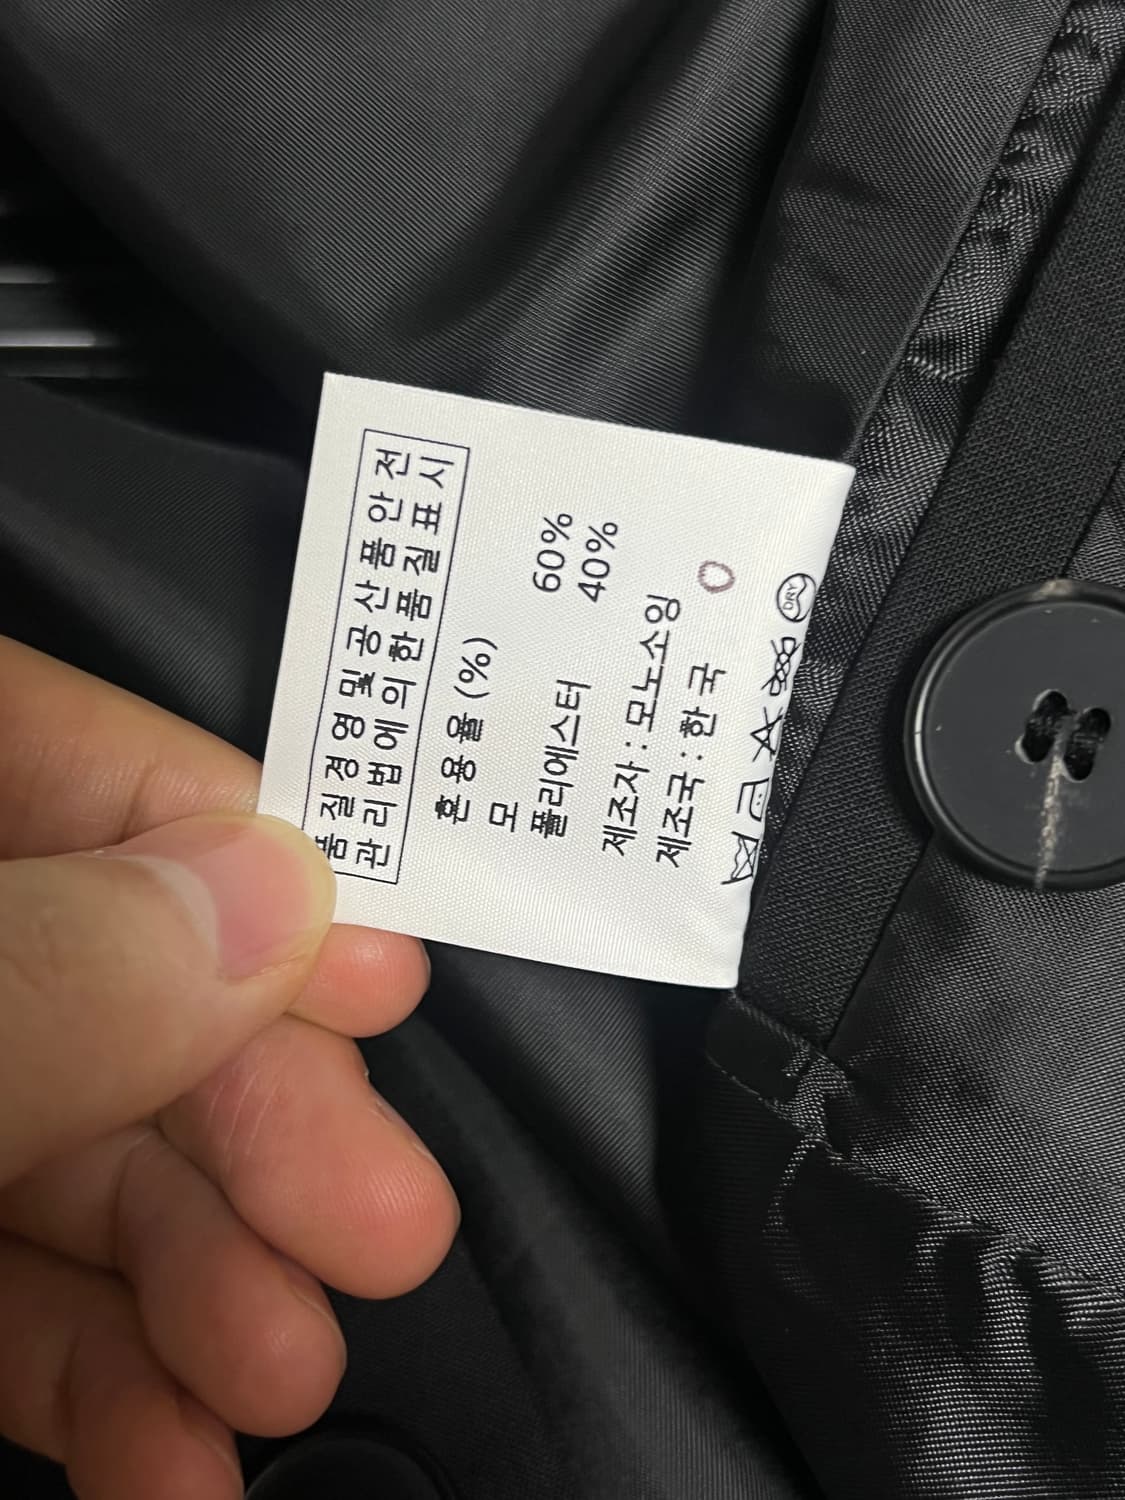 품질경영 및 공산품안전
관리법에 의한 품질표시
혼용율 (%)
모 60%
폴리에스터 40%
제조자 : 모노소잉
제조국 : 한국
DRY